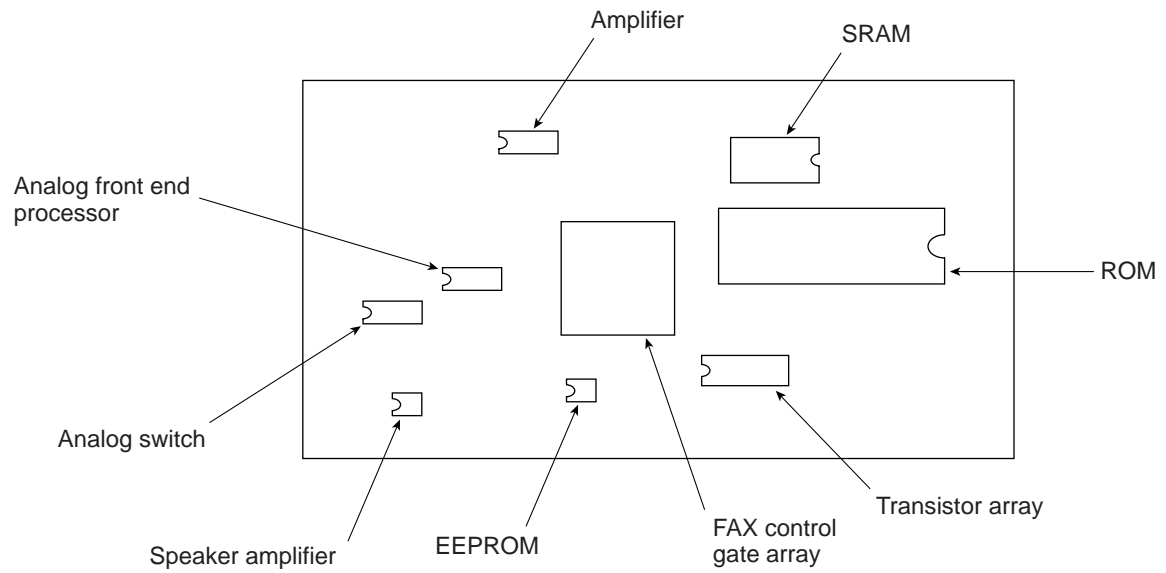 Amplifier
SRAM
Analog front end
processor
ROM
Analog switch
Transistor array
FAX control
gate array
EEPROM
Speaker amplifier